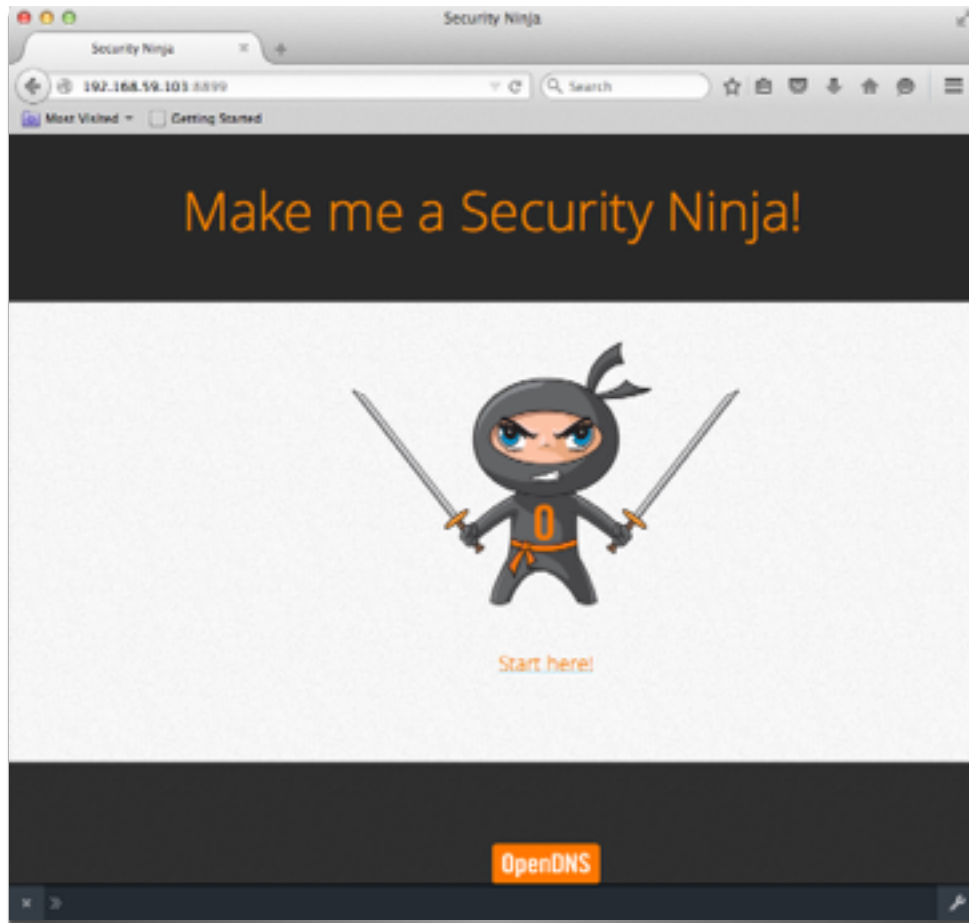 Security Ninja
Security Ninja
192.168.59.103:8899
Search
Most Visited
Getting Started
Make me a Security Ninja!
0
Start here!
OpenDNS